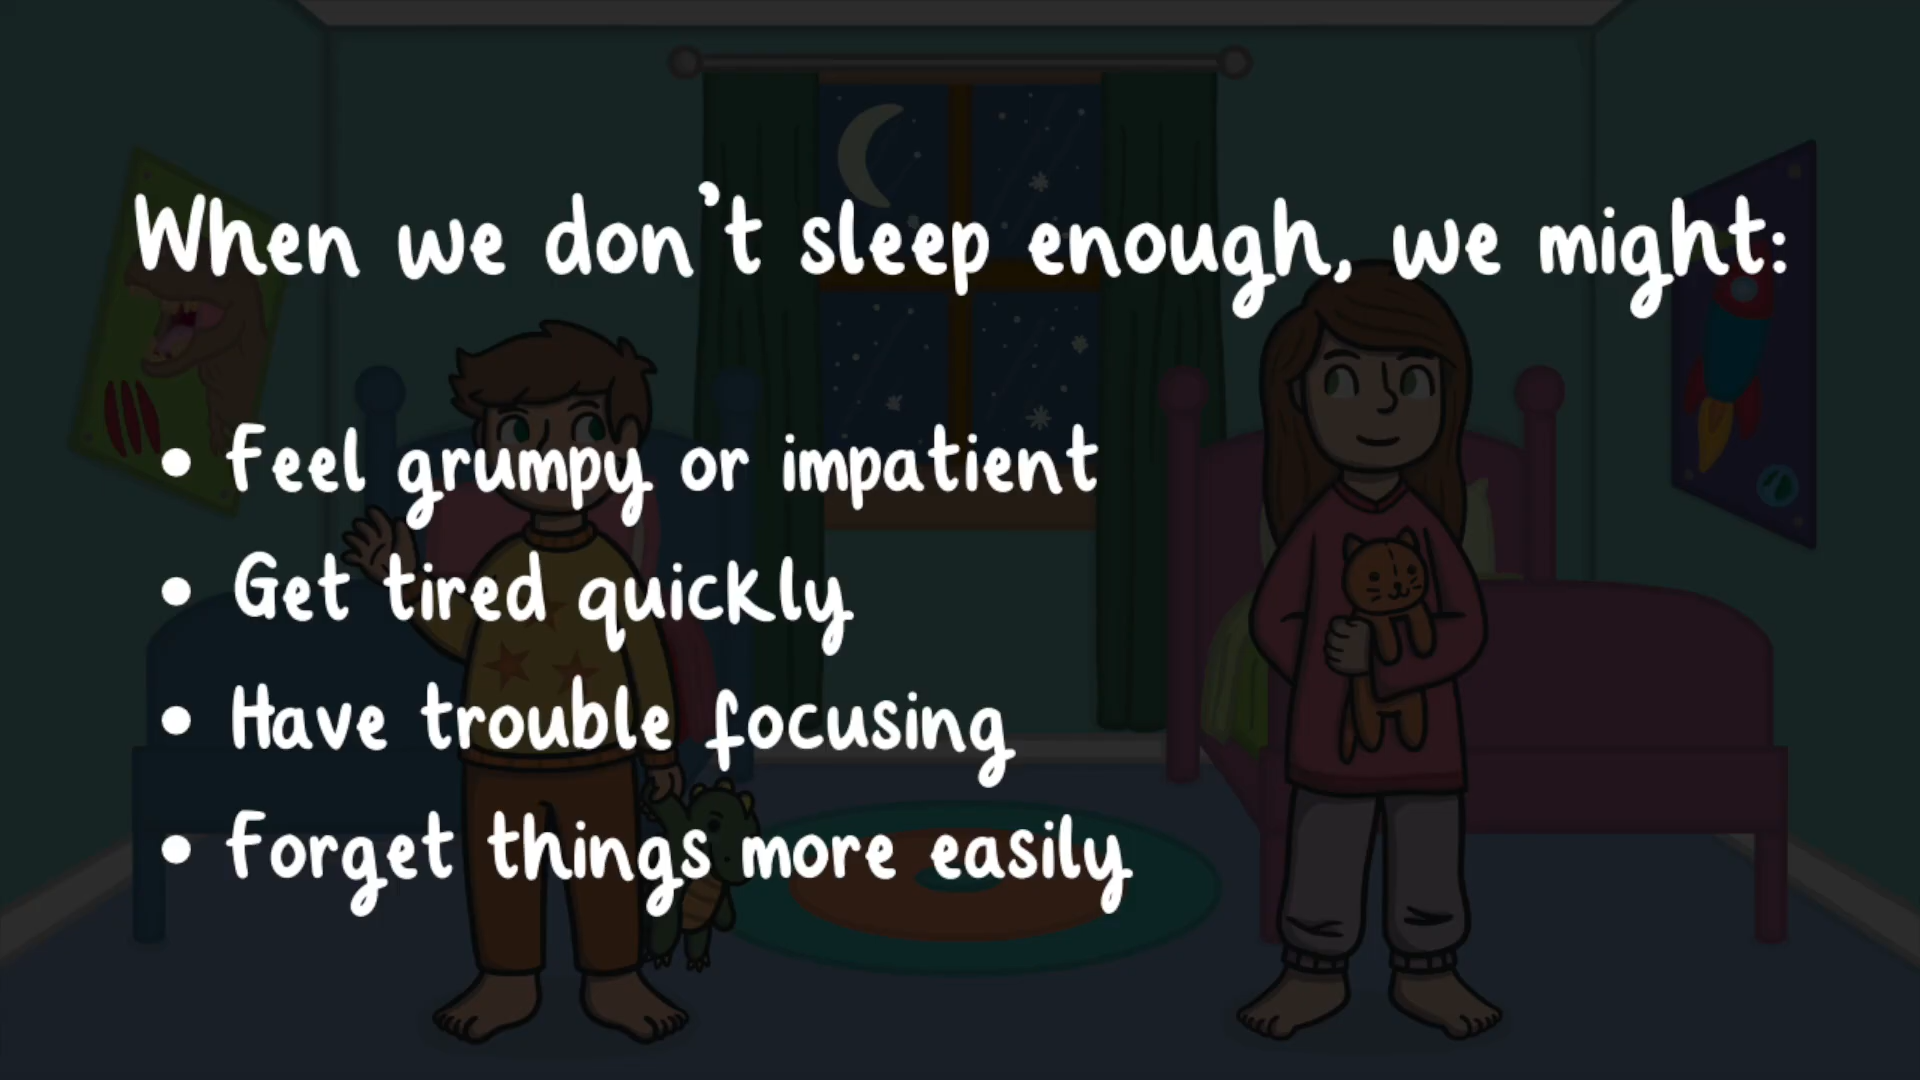 When we don't sleep enough, we might:
• Feel grumpy or impatient
• Get tired quickly
• Have trouble focusing
• Forget things more easily